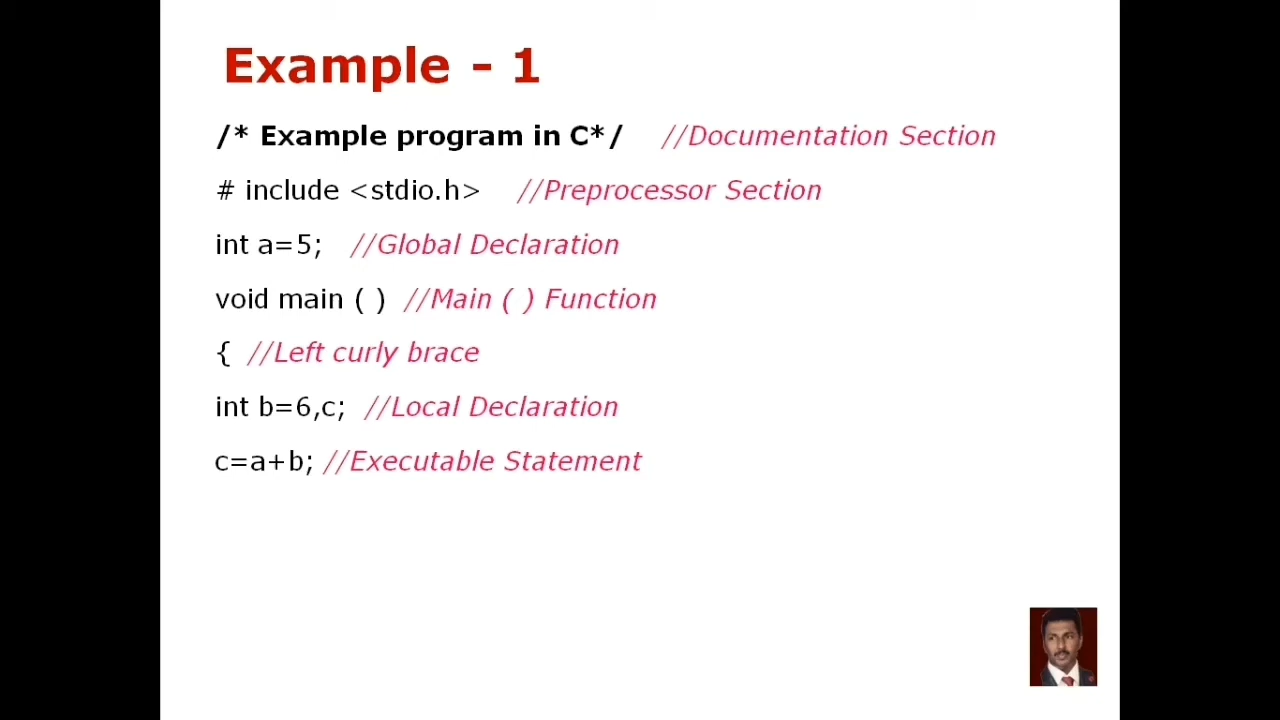 Example - 1
/* Example program in C*/ //Documentation Section
# include <stdio.h> //Preprocessor Section
int a=5; //Global Declaration
void main ( ) //Main ( ) Function
{ //Left curly brace
int b=6,c; //Local Declaration
c=a+b; //Executable Statement